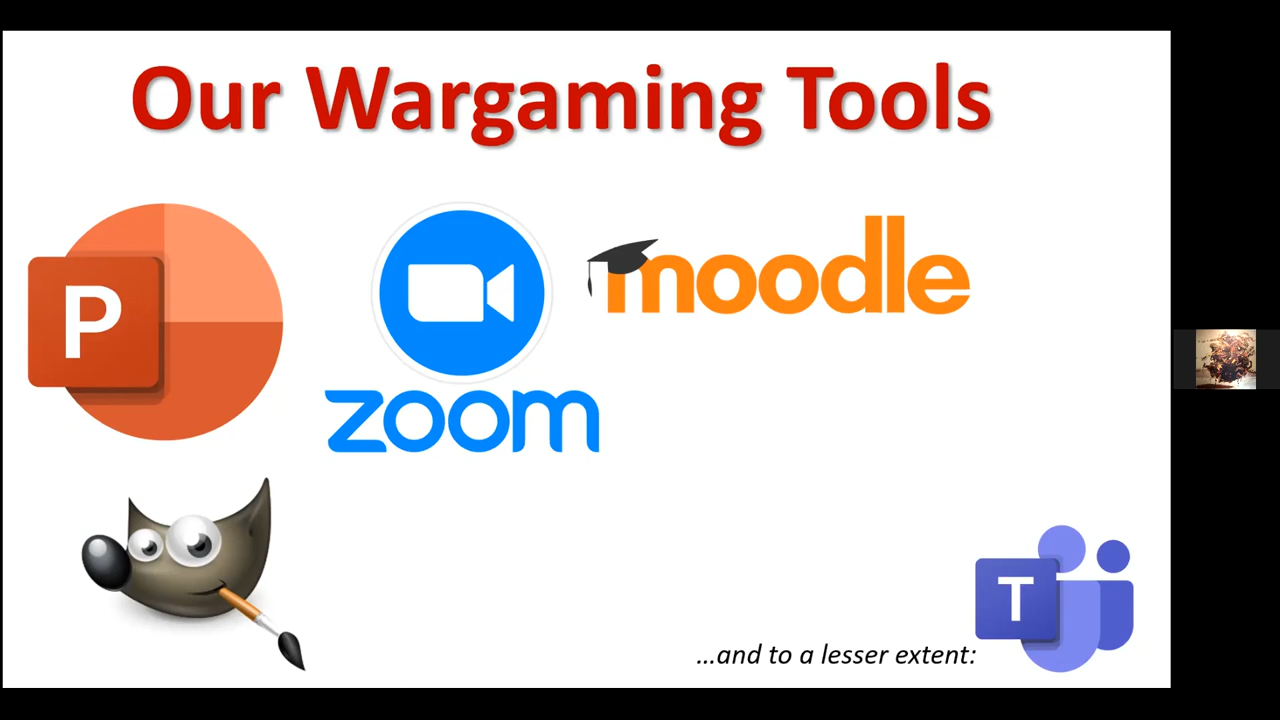 Our Wargaming Tools
P
zoom
moodle
...and to a lesser extent:
T